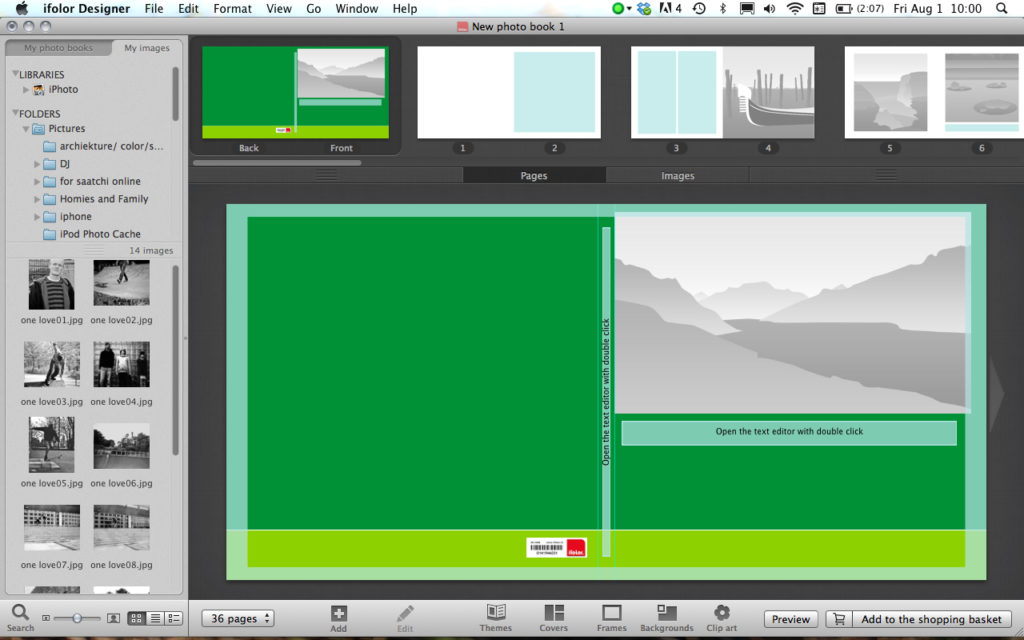 ifolor Designer File Edit Format View Go Window Help 4 (2:07) Fri Aug 1 10:00
New photo book 1
My photo books My images
LIBRARIES
iPhoto
FOLDERS
Pictures
archiekture/ color/s...
DJ
for saatchi online
Homies and Family
iphone
iPod Photo Cache
14 images
one love01.jpg one love02.jpg
one love03.jpg one love04.jpg
one love05.jpg one love06.jpg
one love07.jpg one love08.jpg
Search
Back Front 1 2 3 4 5 6
Pages Images
Open the text editor with double click
Open the text editor with double click
ifolor
36 pages
Add Edit Themes Covers Frames Backgrounds Clip art
Preview Add to the shopping basket